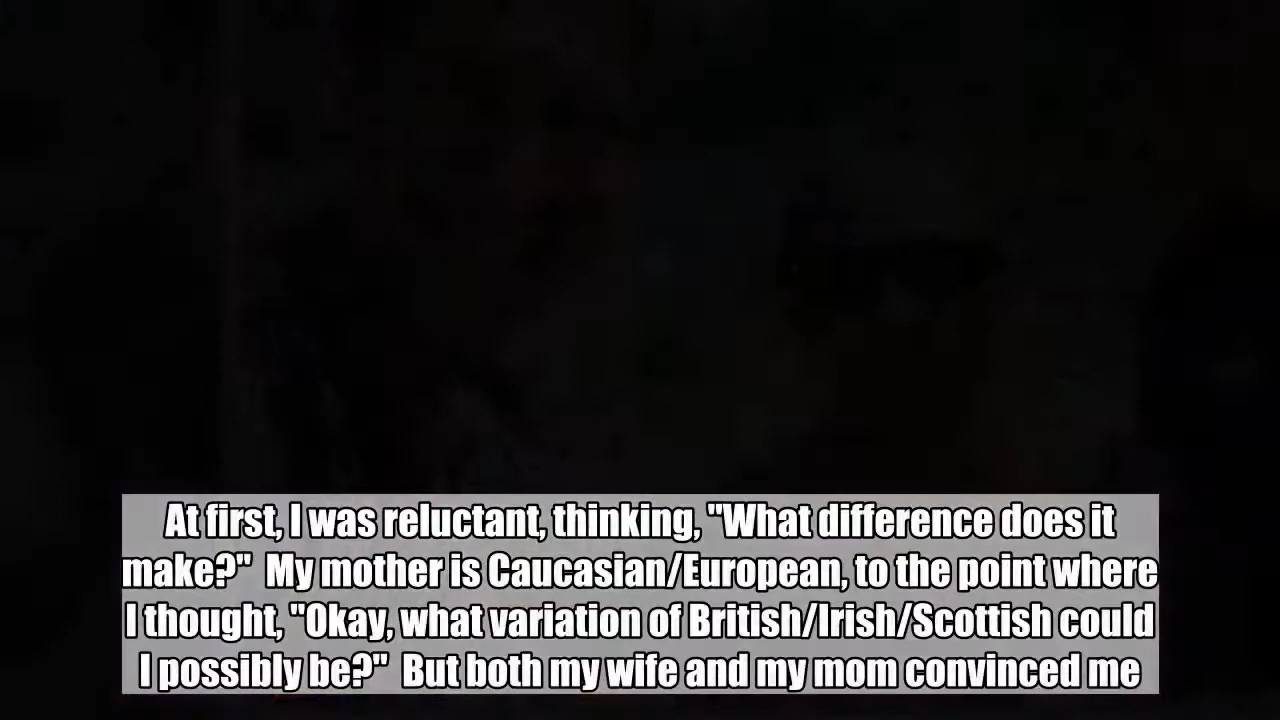 At first, I was reluctant, thinking, "What difference does it
make?"  My mother is Caucasian/European, to the point where
I thought, "Okay, what variation of British/Irish/Scottish could
I possibly be?"  But both my wife and my mom convinced me